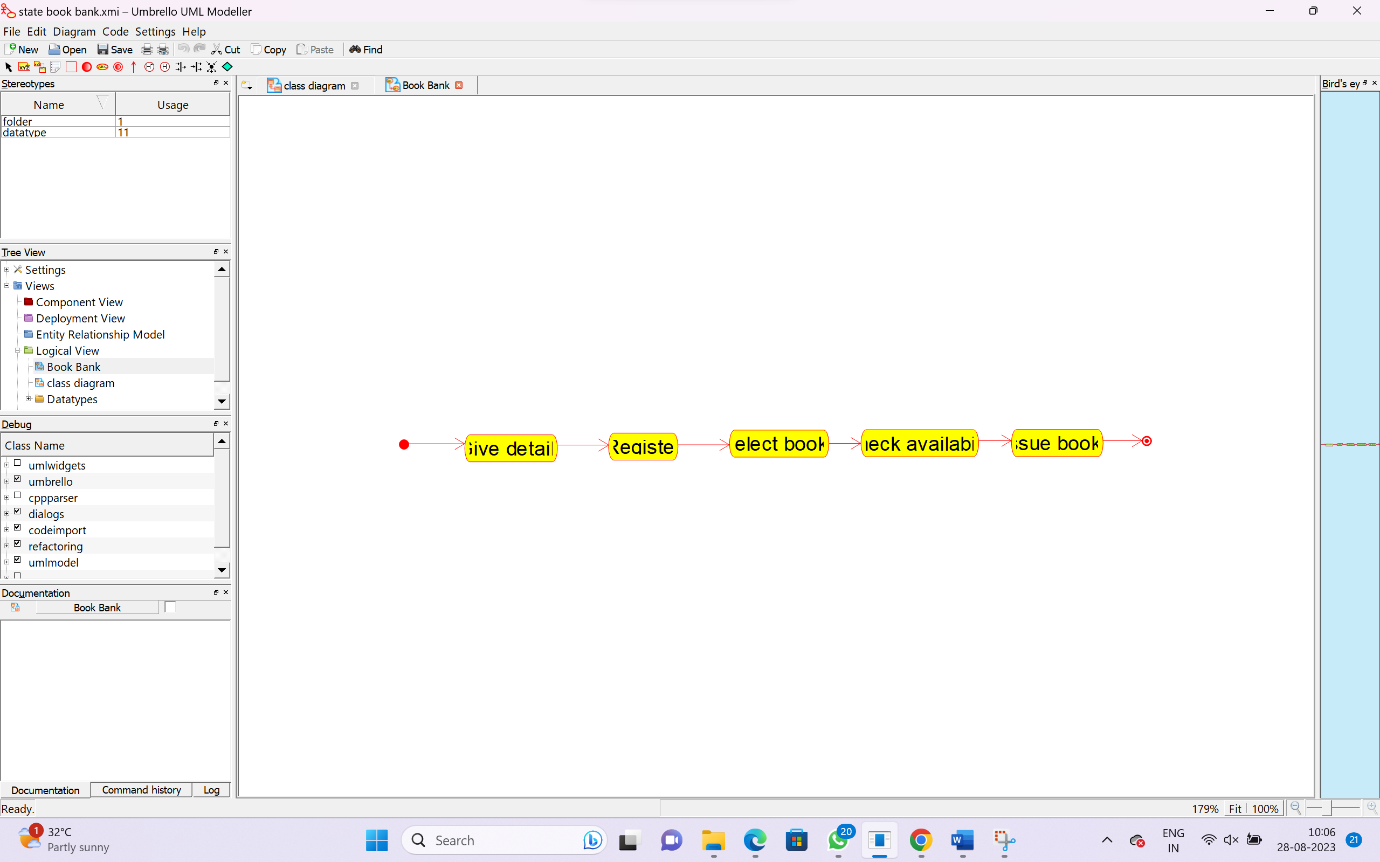 state book bank.xmi – Umbrello UML Modeller
File Edit Diagram Code Settings Help
New Open Save Cut Copy Paste Find
Stereotypes
Name Usage
folder 1
datatype 11
class diagram Book Bank
Bird's ey
Tree View
Settings
Views
Component View
Deployment View
Entity Relationship Model
Logical View
Book Bank
class diagram
Datatypes
Debug
Class Name
umlwidgets
umbrello
cppparser
dialogs
codeimport
refactoring
umlmodel
Documentation
Book Bank
Give detail Registe elect book eck availabi sue book
Documentation Command history Log
Ready.
179% Fit 100%
1 32°C
Partly sunny
Search
20
ENG
IN
10:06
28-08-2023
21